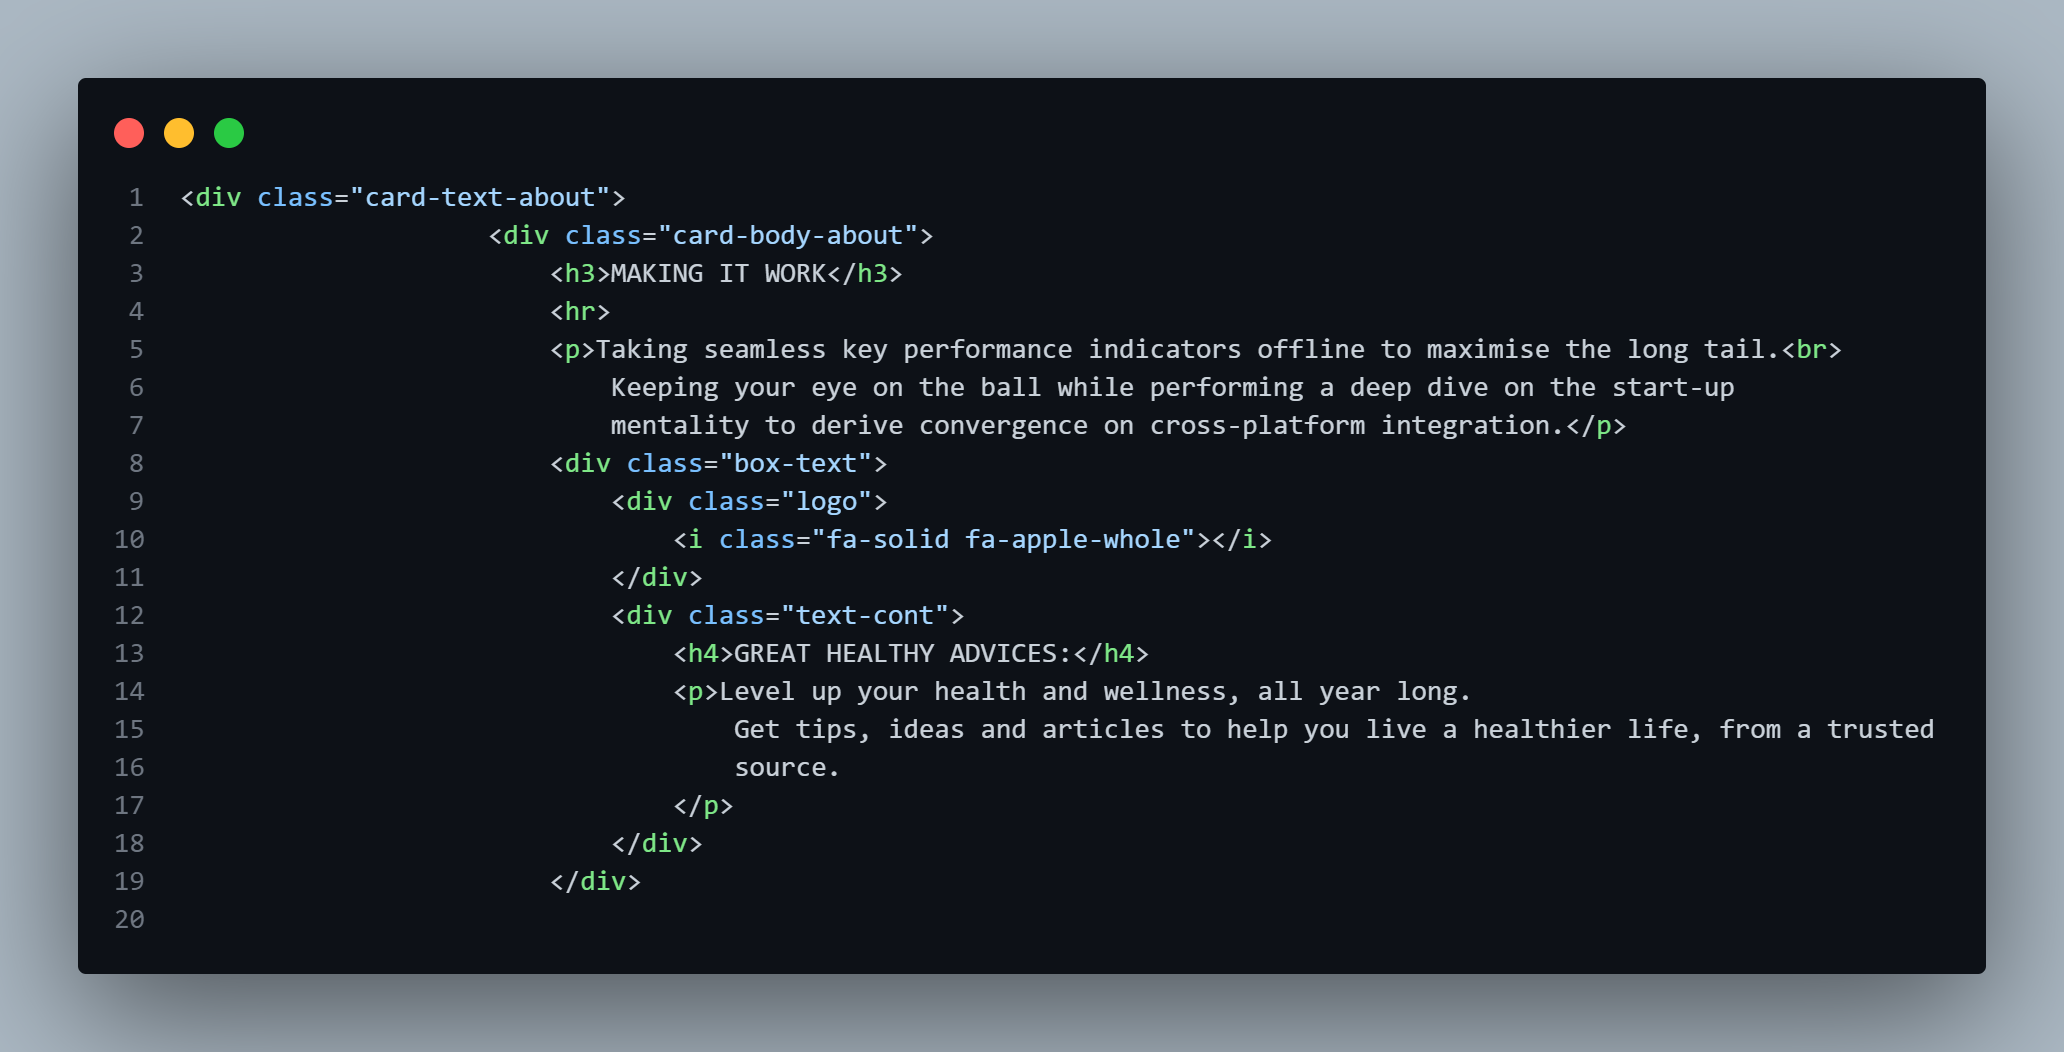 1 <div class="card-text-about">
2                     <div class="card-body-about">
3                         <h3>MAKING IT WORK</h3>
4                         <hr>
5                         <p>Taking seamless key performance indicators offline to maximise the long tail.<br>
6                             Keeping your eye on the ball while performing a deep dive on the start-up
7                             mentality to derive convergence on cross-platform integration.</p>
8                         <div class="box-text">
9                             <div class="logo">
10                                 <i class="fa-solid fa-apple-whole"></i>
11                             </div>
12                             <div class="text-cont">
13                                 <h4>GREAT HEALTHY ADVICES:</h4>
14                                 <p>Level up your health and wellness, all year long.
15                                     Get tips, ideas and articles to help you live a healthier life, from a trusted
16                                     source.
17                                 </p>
18                             </div>
19                         </div>
20